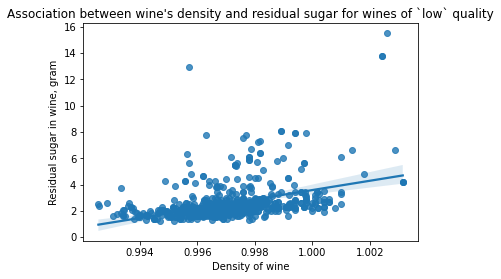 Association between wine's density and residual sugar for wines of `low` quality
16
14
12
10
8
6
4
2
0
Residual sugar in wine, gram
0.994 0.996 0.998 1.000 1.002
Density of wine